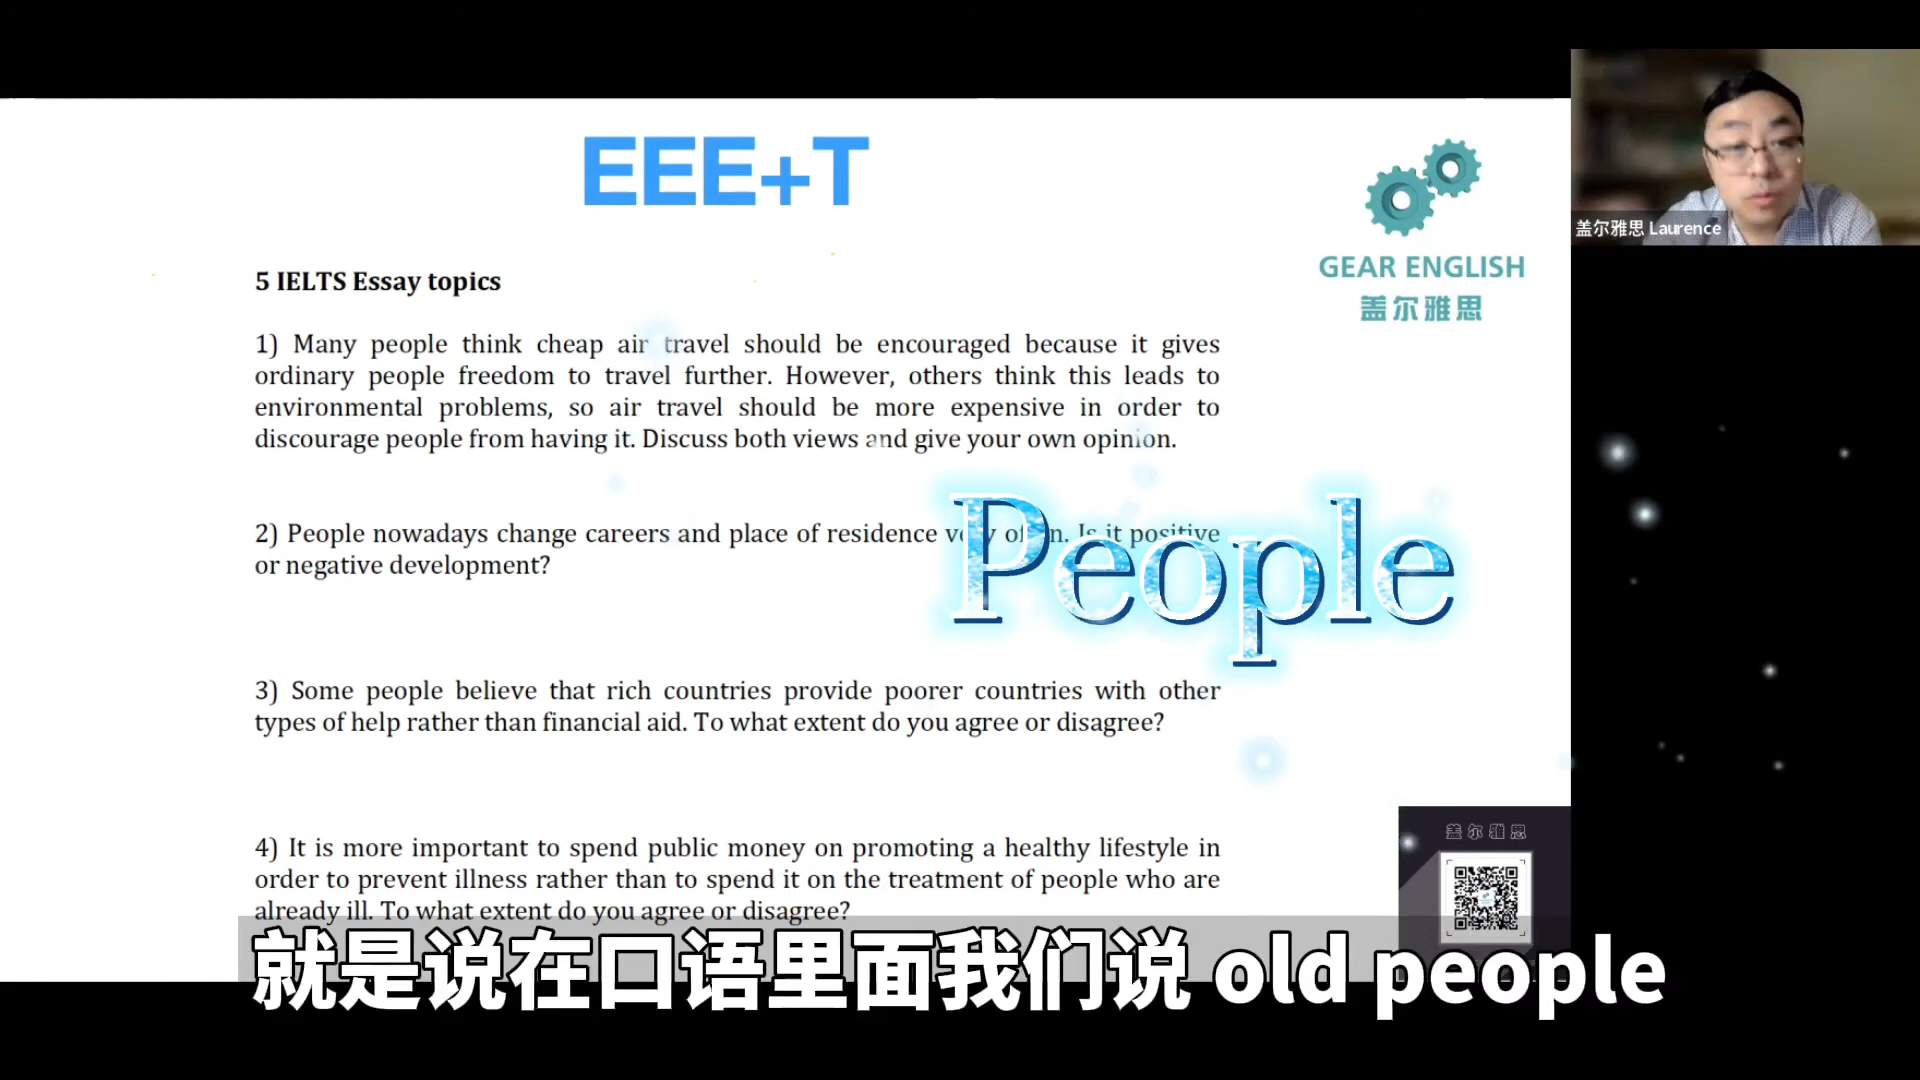 EEE+T
盖尔雅思 Laurence
GEAR ENGLISH
盖尔雅思
5 IELTS Essay topics
1) Many people think cheap air travel should be encouraged because it gives
ordinary people freedom to travel further. However, others think this leads to
environmental problems, so air travel should be more expensive in order to
discourage people from having it. Discuss both views and give your own opinion.
2) People nowadays change careers and place of residence very often. Is it positive
or negative development?
People
3) Some people believe that rich countries provide poorer countries with other
types of help rather than financial aid. To what extent do you agree or disagree?
4) It is more important to spend public money on promoting a healthy lifestyle in
order to prevent illness rather than to spend it on the treatment of people who are
already ill. To what extent do you agree or disagree?
盖尔雅思
就是说在口语里面我们说 old people